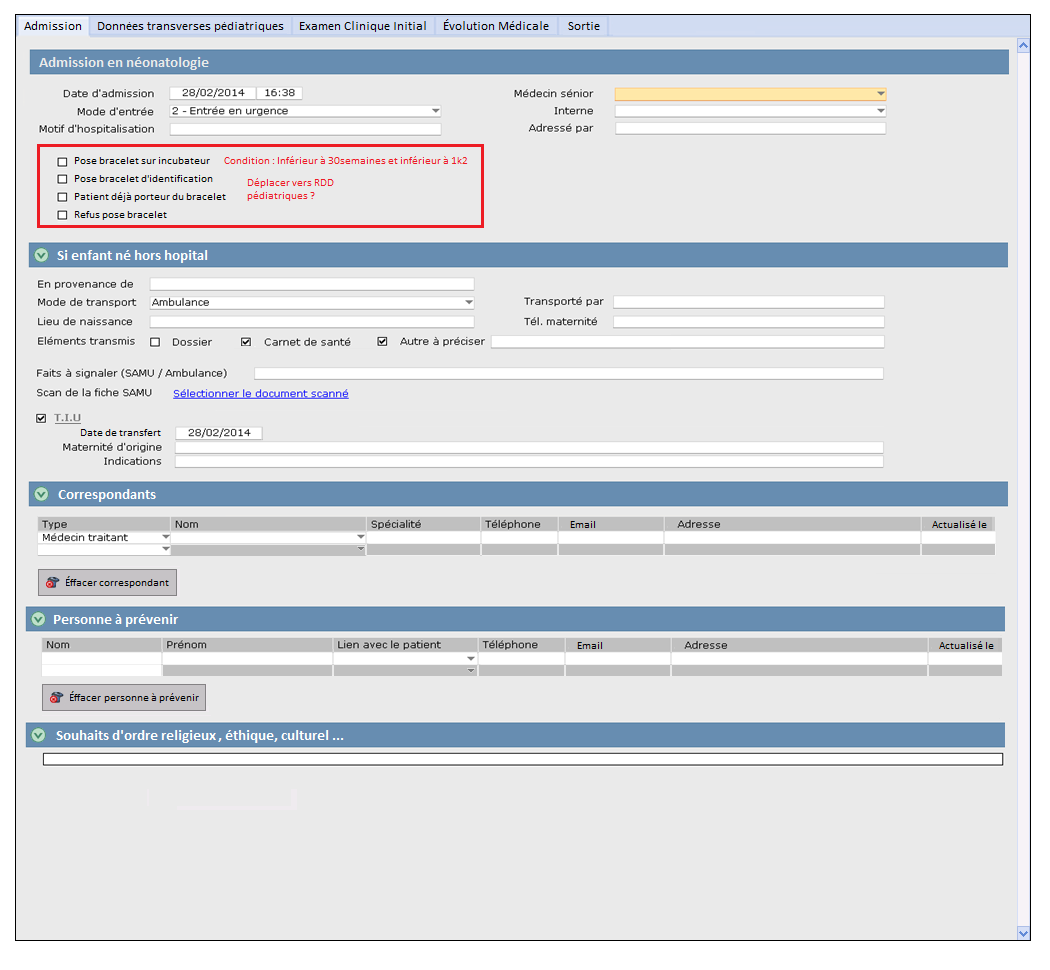 Admission Données transverses pédiatriques Examen Clinique Initial Évolution Médicale Sortie
Admission en néonatologie
Date d'admission 28/02/2014 16:38 Médecin sénior
Mode d'entrée 2 - Entrée en urgence Interne
Motif d'hospitalisation Adressé par
Pose bracelet sur incubateur Condition : Inférieur à 30semaines et inférieur à 1k2
Pose bracelet d'identification Déplacer vers RDD
Patient déjà porteur du bracelet pédiatriques ?
Refus pose bracelet
Si enfant né hors hopital
En provenance de
Mode de transport Ambulance Transporté par
Lieu de naissance Tél. maternité
Eléments transmis Dossier Carnet de santé Autre à préciser
Faits à signaler (SAMU / Ambulance)
Scan de la fiche SAMU Sélectionner le document scanné
T.I.U
Date de transfert 28/02/2014
Maternité d'origine
Indications
Correspondants
Type Nom Spécialité Téléphone Email Adresse Actualisé le
Médecin traitant
Éffacer correspondant
Personne à prévenir
Nom Prénom Lien avec le patient Téléphone Email Adresse Actualisé le
Éffacer personne à prévenir
Souhaits d'ordre religieux , éthique, culturel ...